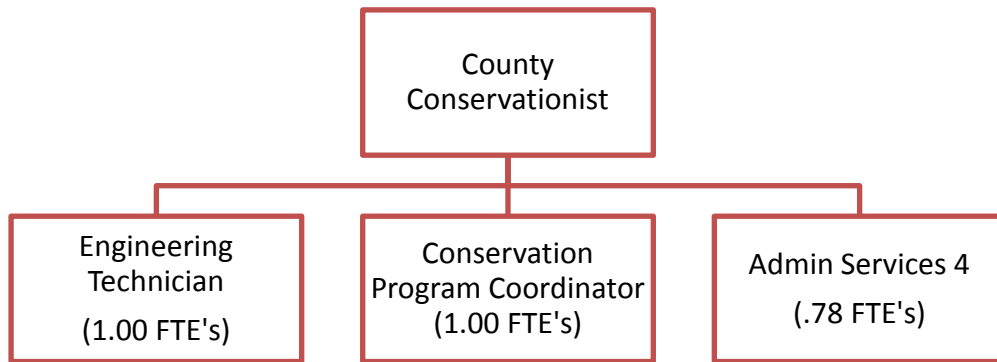 County
Conservationist
Engineering
Technician
(1.00 FTE's)
Conservation
Program Coordinator
(1.00 FTE's)
Admin Services 4
(.78 FTE's)